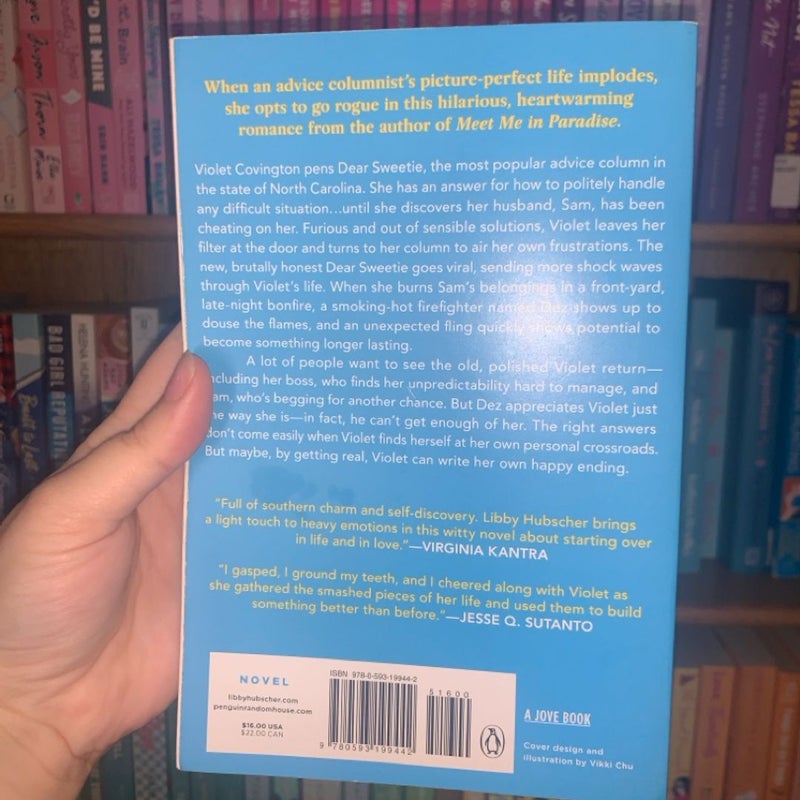 When an advice columnist's picture-perfect life implodes,
she opts to go rogue in this hilarious, heartwarming
romance from the author of Meet Me in Paradise.
Violet Covington pens Dear Sweetie, the most popular advice column in
the state of North Carolina. She has an answer for how to politely handle
any difficult situation...until she discovers her husband, Sam, has been
cheating on her. Furious and out of sensible solutions, Violet leaves her
filter at the door and turns to her column to air her own frustrations. The
new, brutally honest Dear Sweetie goes viral, sending more shock waves
through Violet's life. When she burns Sam's belongings in a front-yard,
late-night bonfire, a smoking-hot firefighter named Dez shows up to
douse the flames, and an unexpected fling quickly shows potential to
become something longer lasting.
A lot of people want to see the old, polished Violet return—
including her boss, who finds her unpredictability hard to manage, and
am, who's begging for another chance. But Dez appreciates Violet just
he way she is—in fact, he can't get enough of her. The right answers
don't come easily when Violet finds herself at her own personal crossroads.
But maybe, by getting real, Violet can write her own happy ending.
"Full of southern charm and self-discovery. Libby Hubscher brings
a light touch to heavy emotions in this witty novel about starting over
in life and in love."—VIRGINIA KANTRA
"I gasped, I ground my teeth, and I cheered along with Violet as
she gathered the smashed pieces of her life and used them to build
something better than before."—JESSE Q. SUTANTO
NOVEL
libbyhubscher.com
penguinrandomhouse.com
$16.00 USA
$22.00 CAN
ISBN 978-0-593-19944-2
51600
9 780593 199442
A JOVE BOOK
Cover design and
illustration by Vikki Chu
'D BE MINE
BAD GIRL REPUTATION